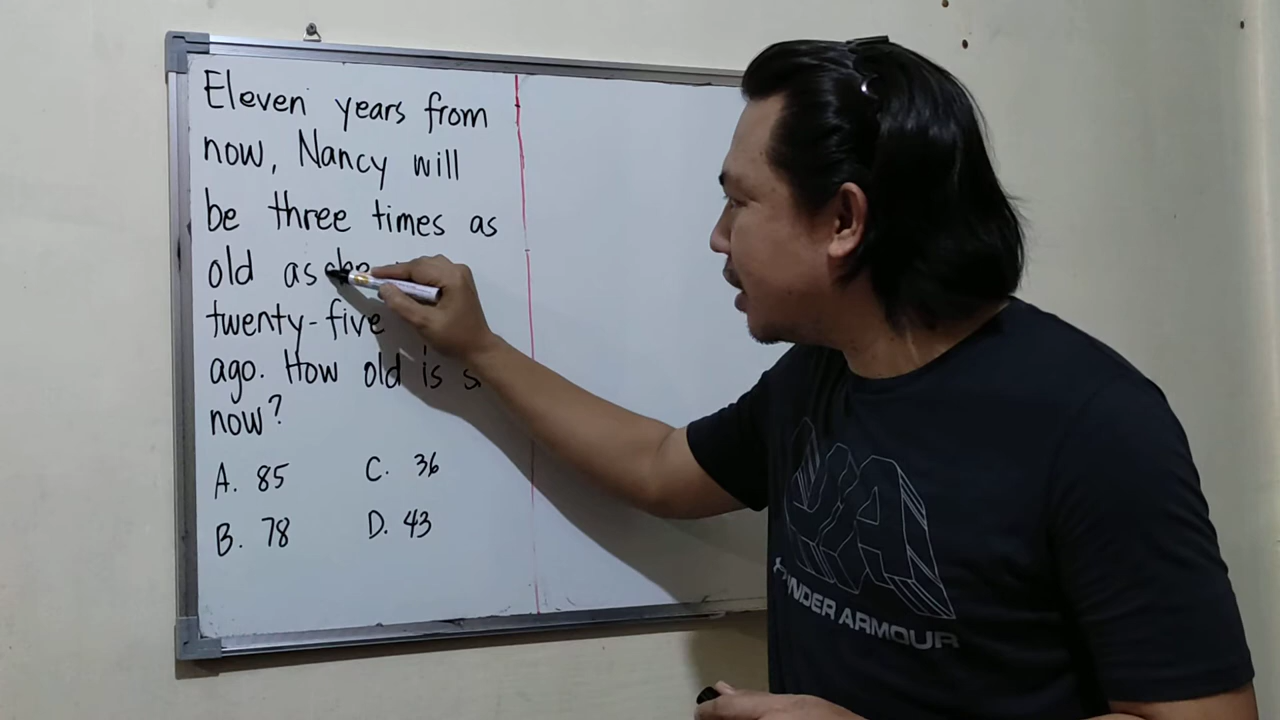 Eleven years from
now, Nancy will
be three times as
old as she
twenty-five
ago. How old is
now?
A. 85 C. 36
B. 78 D. 43
UNDER ARMOUR